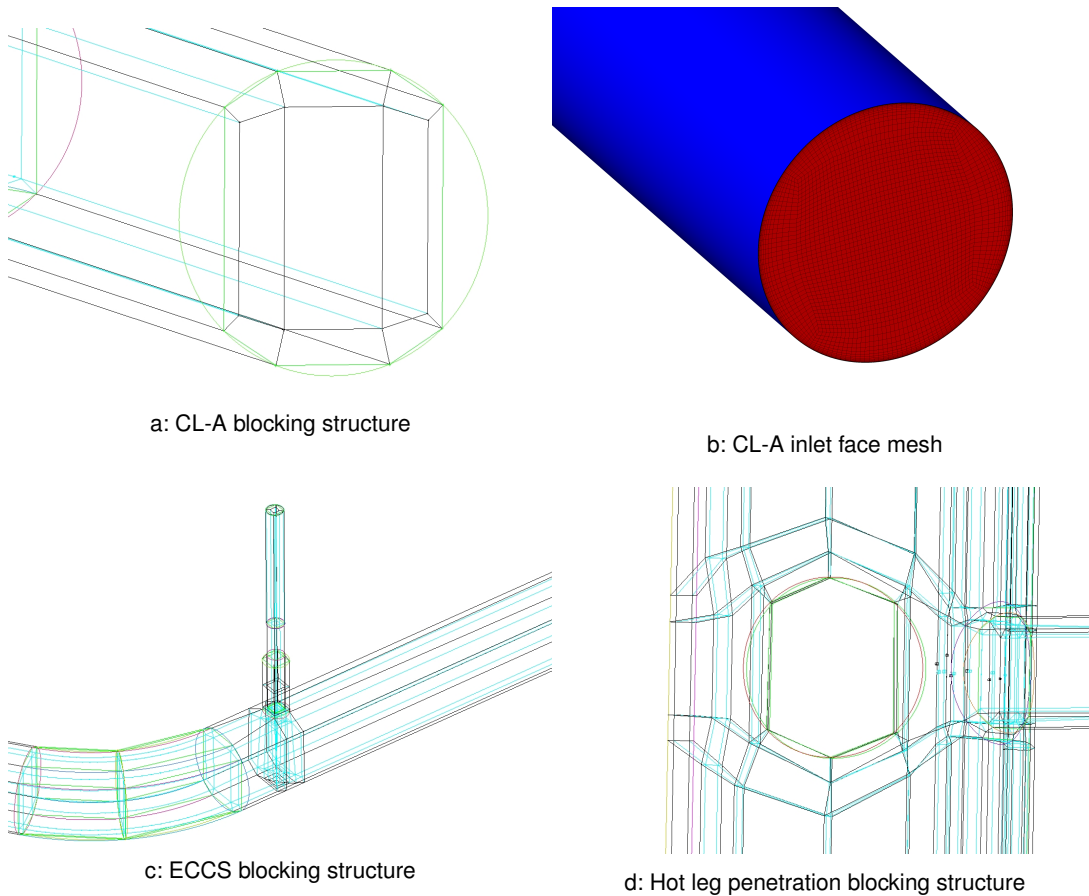 a: CL-A blocking structure
b: CL-A inlet face mesh
c: ECCS blocking structure
d: Hot leg penetration blocking structure